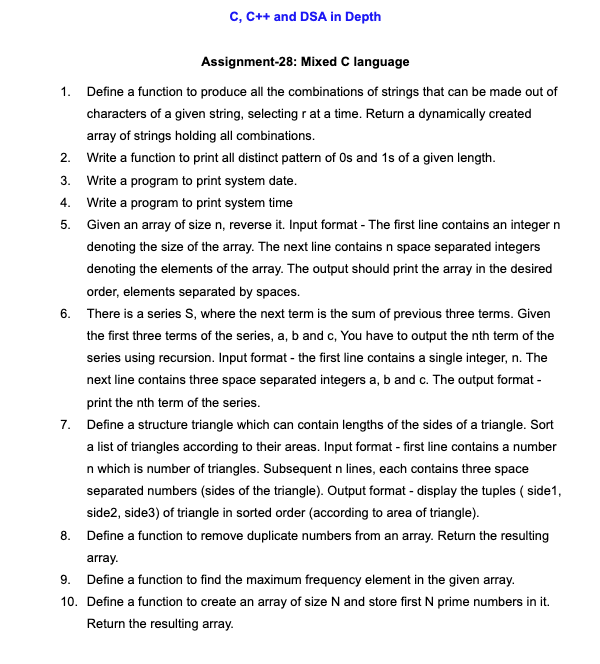 C, C++ and DSA in Depth
Assignment-28: Mixed C language
1. Define a function to produce all the combinations of strings that can be made out of
characters of a given string, selecting r at a time. Return a dynamically created
array of strings holding all combinations.
2. Write a function to print all distinct pattern of 0s and 1s of a given length.
3. Write a program to print system date.
4. Write a program to print system time
5. Given an array of size n, reverse it. Input format - The first line contains an integer n
denoting the size of the array. The next line contains n space separated integers
denoting the elements of the array. The output should print the array in the desired
order, elements separated by spaces.
6. There is a series S, where the next term is the sum of previous three terms. Given
the first three terms of the series, a, b and c, You have to output the nth term of the
series using recursion. Input format - the first line contains a single integer, n. The
next line contains three space separated integers a, b and c. The output format -
print the nth term of the series.
7. Define a structure triangle which can contain lengths of the sides of a triangle. Sort
a list of triangles according to their areas. Input format - first line contains a number
n which is number of triangles. Subsequent n lines, each contains three space
separated numbers (sides of the triangle). Output format - display the tuples ( side1,
side2, side3) of triangle in sorted order (according to area of triangle).
8. Define a function to remove duplicate numbers from an array. Return the resulting
array.
9. Define a function to find the maximum frequency element in the given array.
10. Define a function to create an array of size N and store first N prime numbers in it.
Return the resulting array.